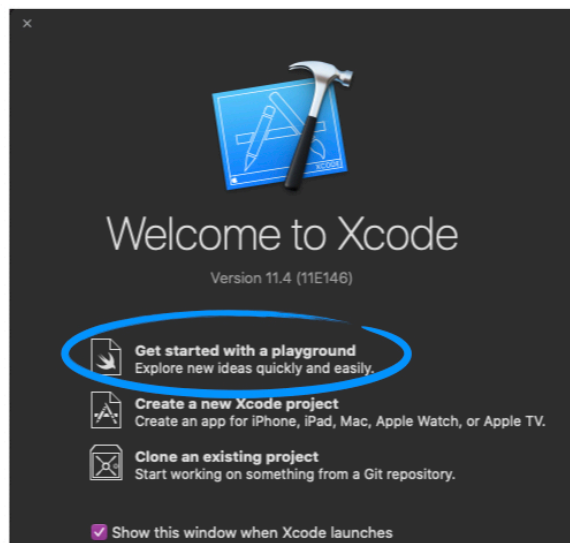 XCODE
Welcome to Xcode
Version 11.4 (11E146)
Get started with a playground
Explore new ideas quickly and easily.
Create a new Xcode project
Create an app for iPhone, iPad, Mac, Apple Watch, or Apple TV.
Clone an existing project
Start working on something from a Git repository.
Show this window when Xcode launches